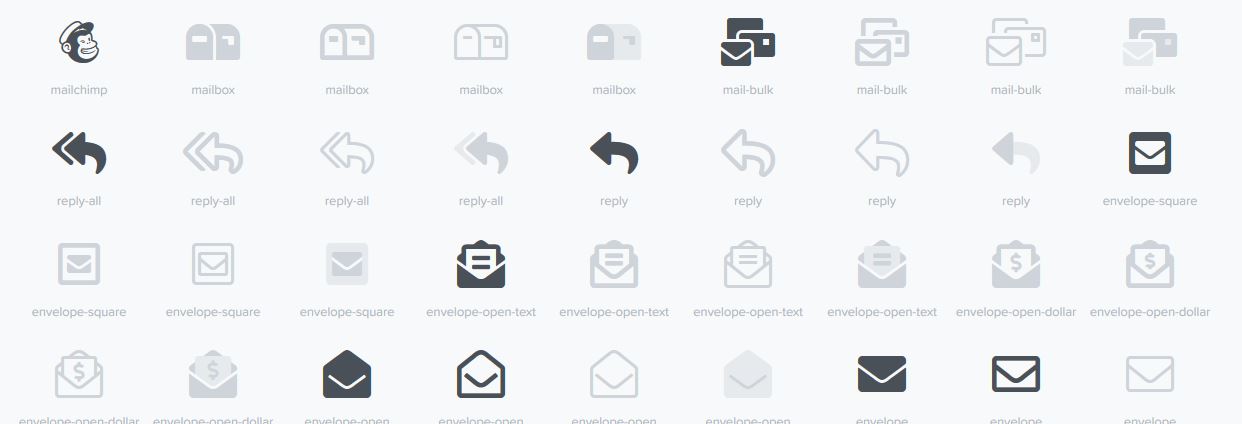 mailchimp mailbox mailbox mailbox mailbox mail-bulk mail-bulk mail-bulk mail-bulk
reply-all reply-all reply-all reply-all reply reply reply reply envelope-square
envelope-square envelope-square envelope-square envelope-open-text envelope-open-text envelope-open-text envelope-open-text envelope-open-dollar envelope-open-dollar
envelope-open-dollar envelope-open-dollar envelope-open envelope-open envelope-open envelope-open envelope envelope envelope